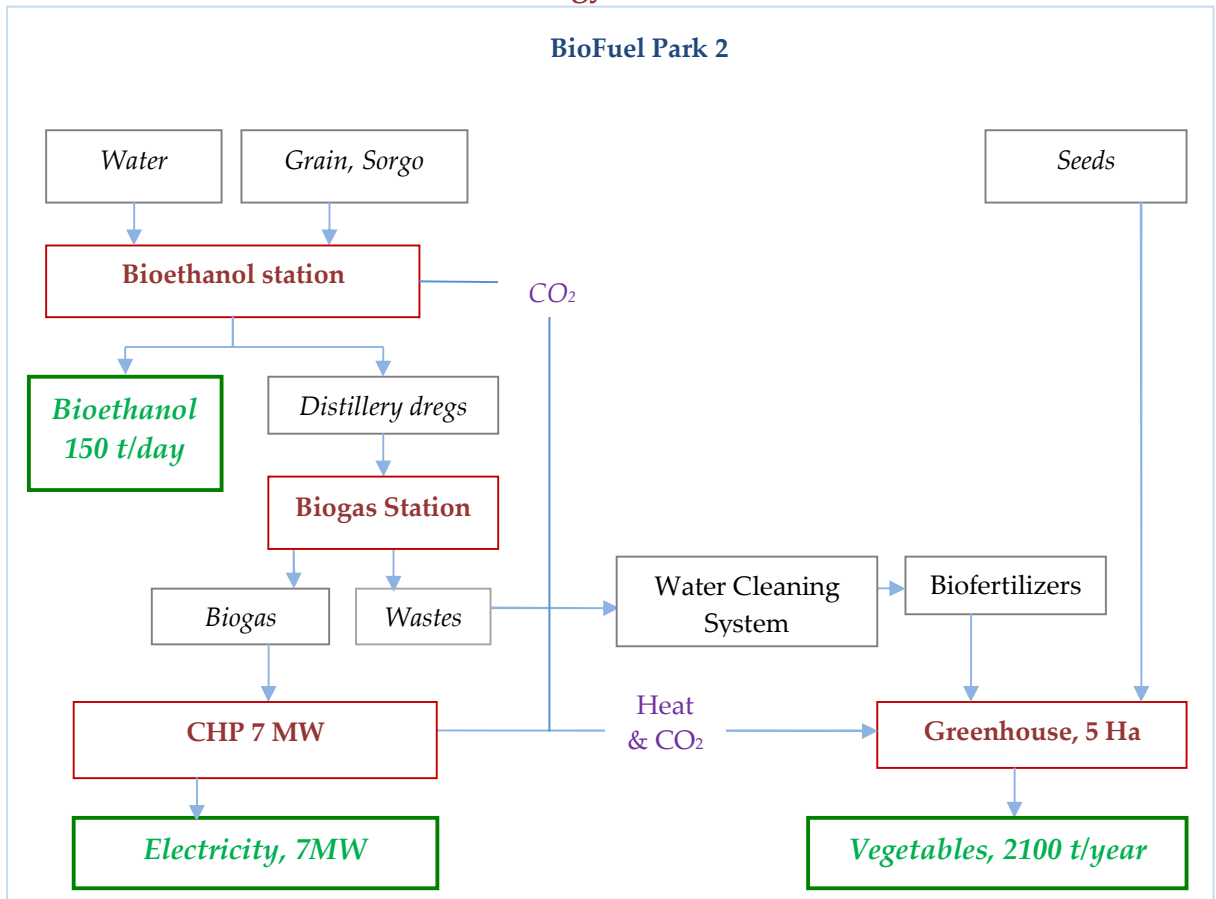 gy
BioFuel Park 2
Water
Grain, Sorgo
Seeds
Bioethanol station
CO₂
Bioethanol
150 t/day
Distillery dregs
Biogas Station
Biogas
Wastes
Water Cleaning
System
Biofertilizers
CHP 7 MW
Heat
& CO₂
Greenhouse, 5 Ha
Electricity, 7MW
Vegetables, 2100 t/year